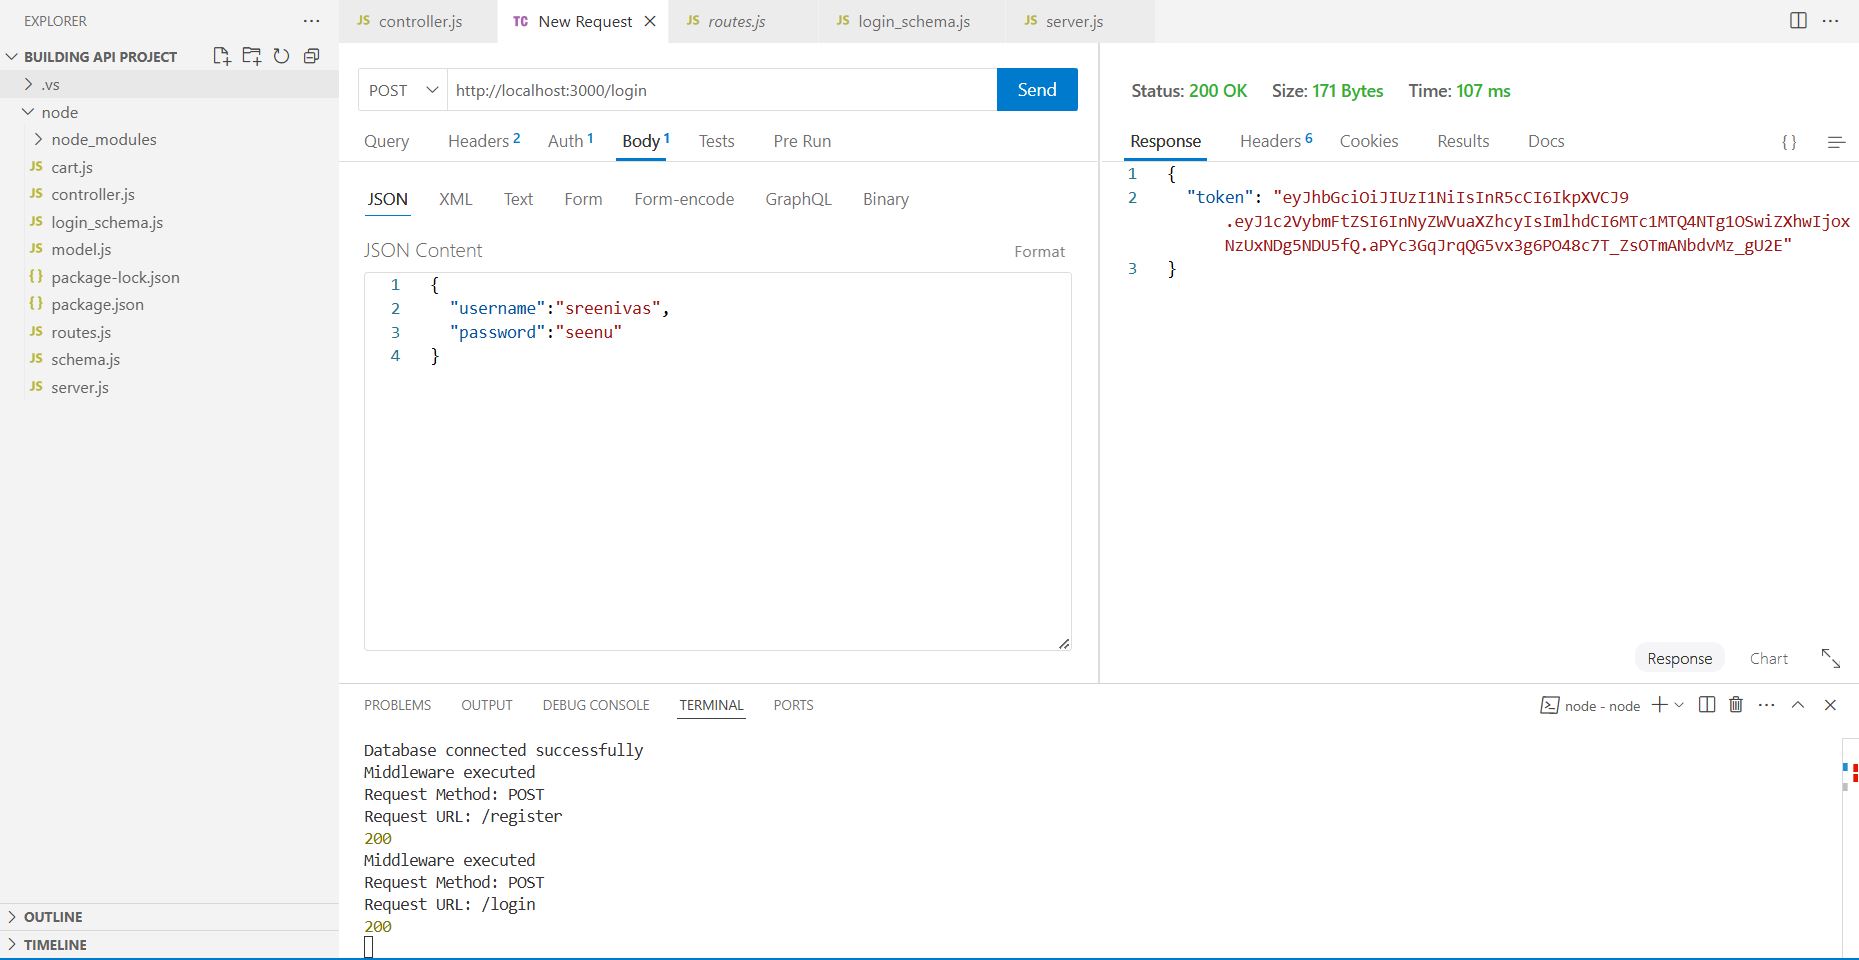 EXPLORER
BUILDING API PROJECT
.vs
node
node_modules
JS cart.js
JS controller.js
JS login_schema.js
JS model.js
{} package-lock.json
{} package.json
JS routes.js
JS schema.js
JS server.js
OUTLINE
TIMELINE
JS controller.js
TC New Request
JS routes.js
JS login_schema.js
JS server.js
POST http://localhost:3000/login Send
Query Headers 2 Auth 1 Body 1 Tests Pre Run
JSON XML Text Form Form-encode GraphQL Binary
JSON Content Format
1 {
2 "username":"sreenivas",
3 "password":"seenu"
4 }
Status: 200 OK Size: 171 Bytes Time: 107 ms
Response Headers 6 Cookies Results Docs {}
1 {
2 "token": "eyJhbGciOiJIUzI1NiIsInR5cCI6IkpXVCJ9
.eyJ1c2VybmFtZSI6InNyZWVuaXZhcyIsImlhdCI6MTc1MTQ4NTg1OSwiZXhwIjox
NzUxNDg5NDU5fQ.aPYc3GqJrqQG5vx3g6PO48c7T_ZsOTmANbdvMz_gU2E"
3 }
Response Chart
PROBLEMS OUTPUT DEBUG CONSOLE TERMINAL PORTS
node - node
Database connected successfully
Middleware executed
Request Method: POST
Request URL: /register
200
Middleware executed
Request Method: POST
Request URL: /login
200